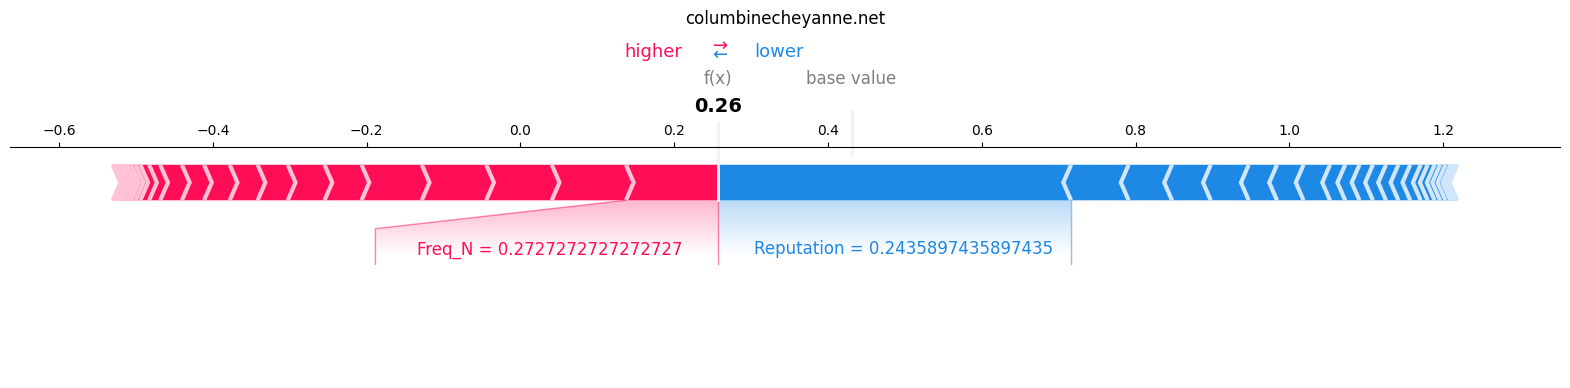 columbinecheyanne.net
higher → ← lower
f(x) base value
0.26
−0.6 −0.4 −0.2 0.0 0.2 0.4 0.6 0.8 1.0 1.2
Freq_N = 0.2727272727272727 Reputation = 0.2435897435897435